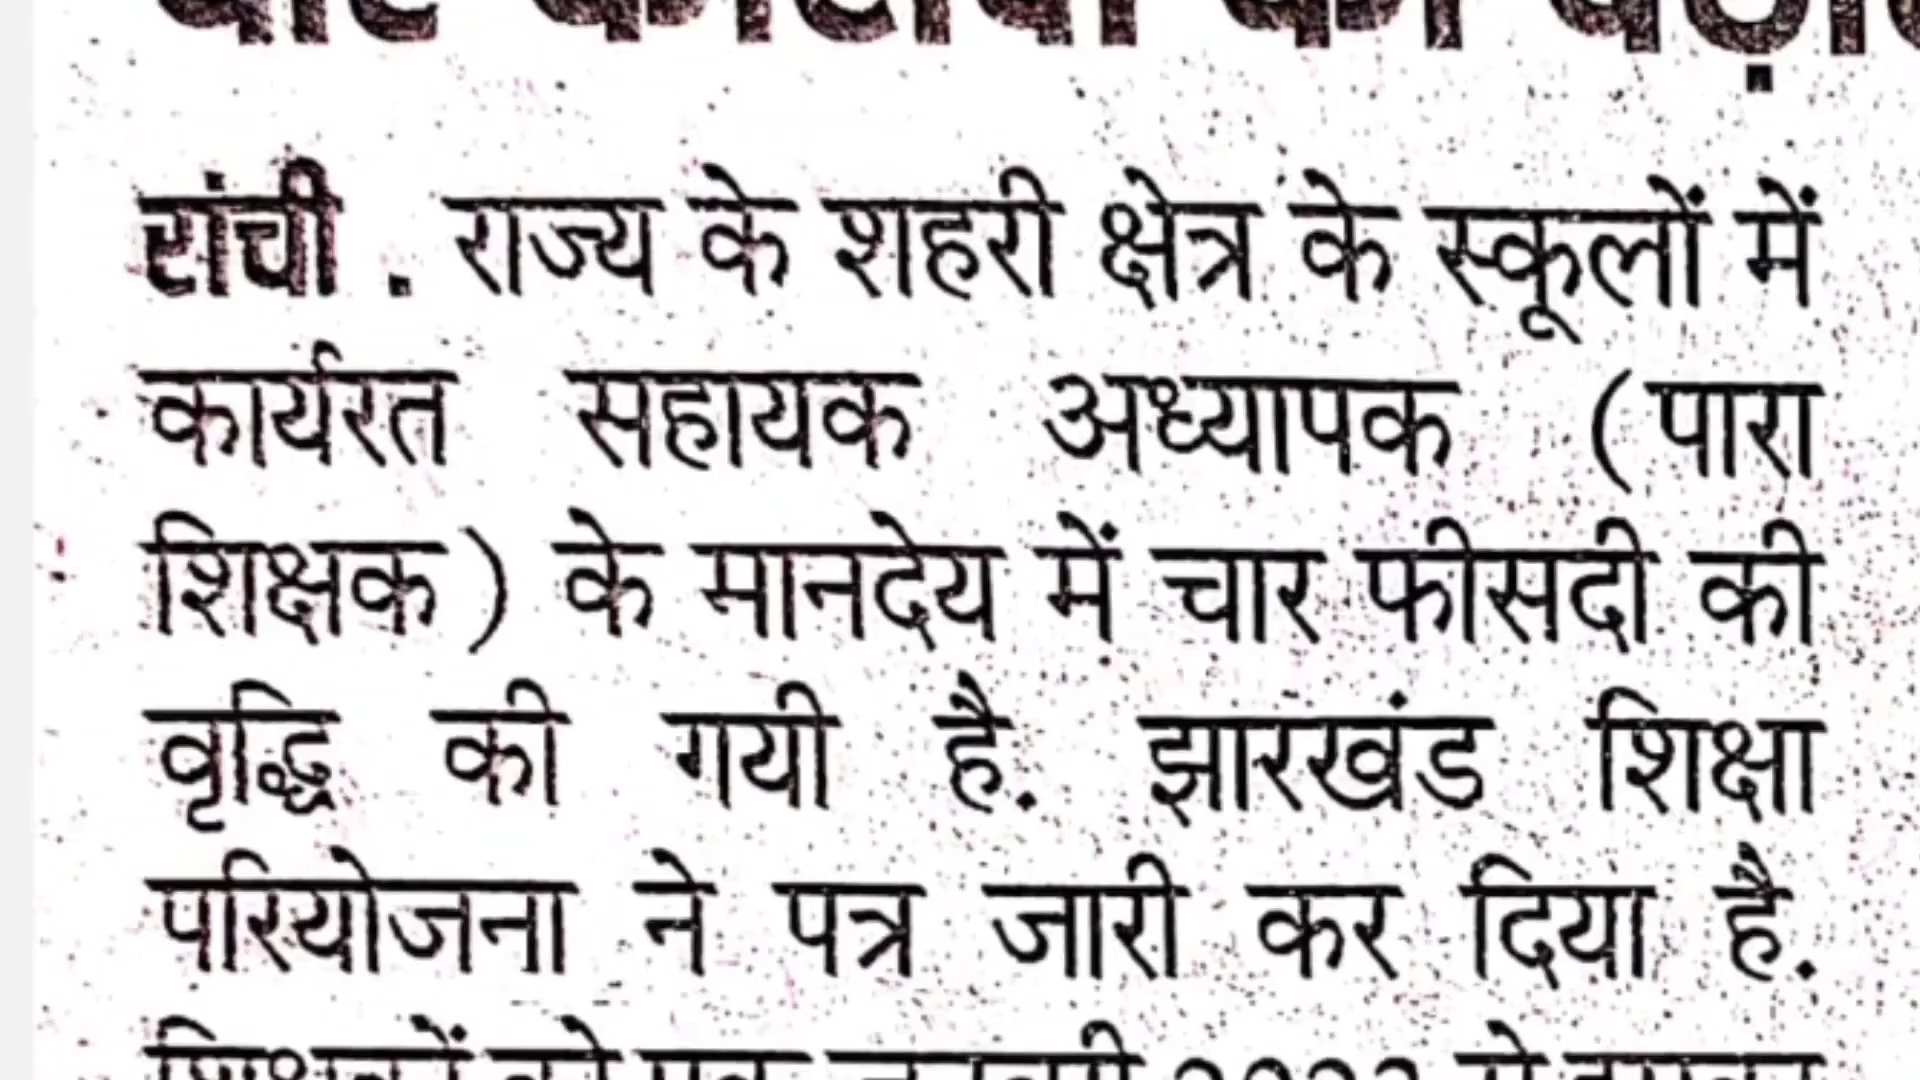 रांची . राज्य के शहरी क्षेत्र के स्कूलों में
कार्यरत सहायक अध्यापक (पारा
शिक्षक) के मानदेय में चार फीसदी की
वृद्धि की गयी है. झारखंड शिक्षा
परियोजना ने पत्र जारी कर दिया है.